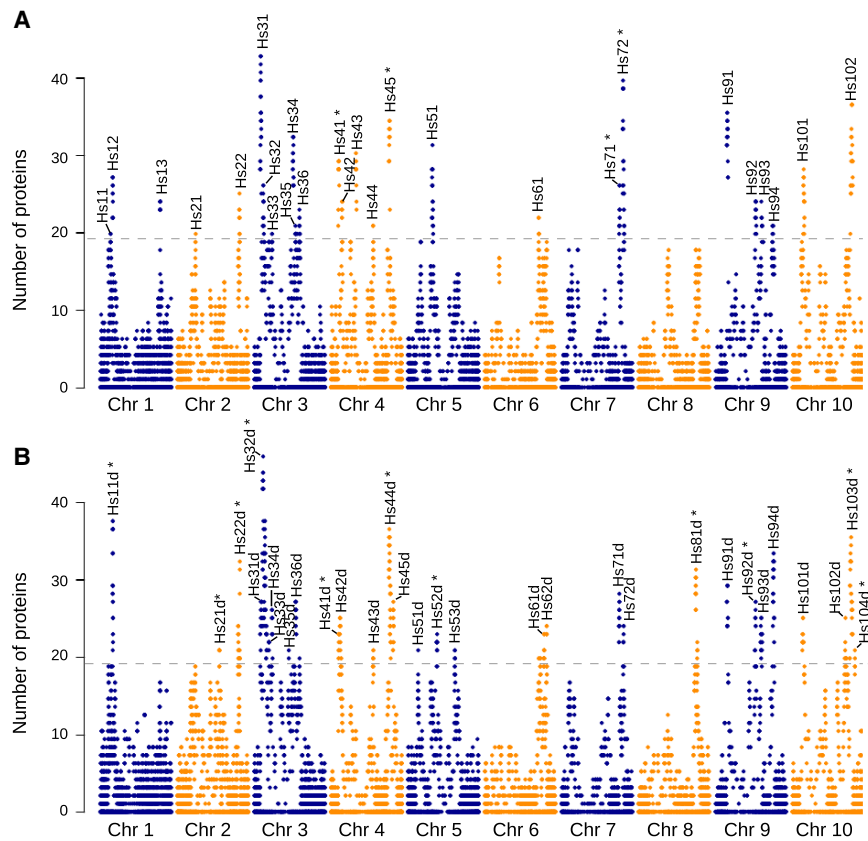 A
Number of proteins
40
30
20
10
0
Hs11
Hs12
Hs13
Hs21
Hs22
Hs31
Hs32
Hs33
Hs34
Hs35
Hs36
Hs41 *
Hs42
Hs43
Hs44
Hs45 *
Hs51
Hs61
Hs71 *
Hs72 *
Hs91
Hs92
Hs93
Hs94
Hs101
Hs102
Chr 1
Chr 2
Chr 3
Chr 4
Chr 5
Chr 6
Chr 7
Chr 8
Chr 9
Chr 10
B
Number of proteins
40
30
20
10
0
Hs11d *
Hs21d*
Hs22d *
Hs31d
Hs32d *
Hs34d
Hs33d
Hs35d
Hs36d
Hs41d *
Hs42d
Hs43d
Hs44d *
Hs45d
Hs51d
Hs52d *
Hs53d
Hs61d
Hs62d
Hs71d
Hs72d
Hs81d *
Hs91d
Hs92d *
Hs93d
Hs94d
Hs101d
Hs102d
Hs103d *
Hs104d *
Chr 1
Chr 2
Chr 3
Chr 4
Chr 5
Chr 6
Chr 7
Chr 8
Chr 9
Chr 10